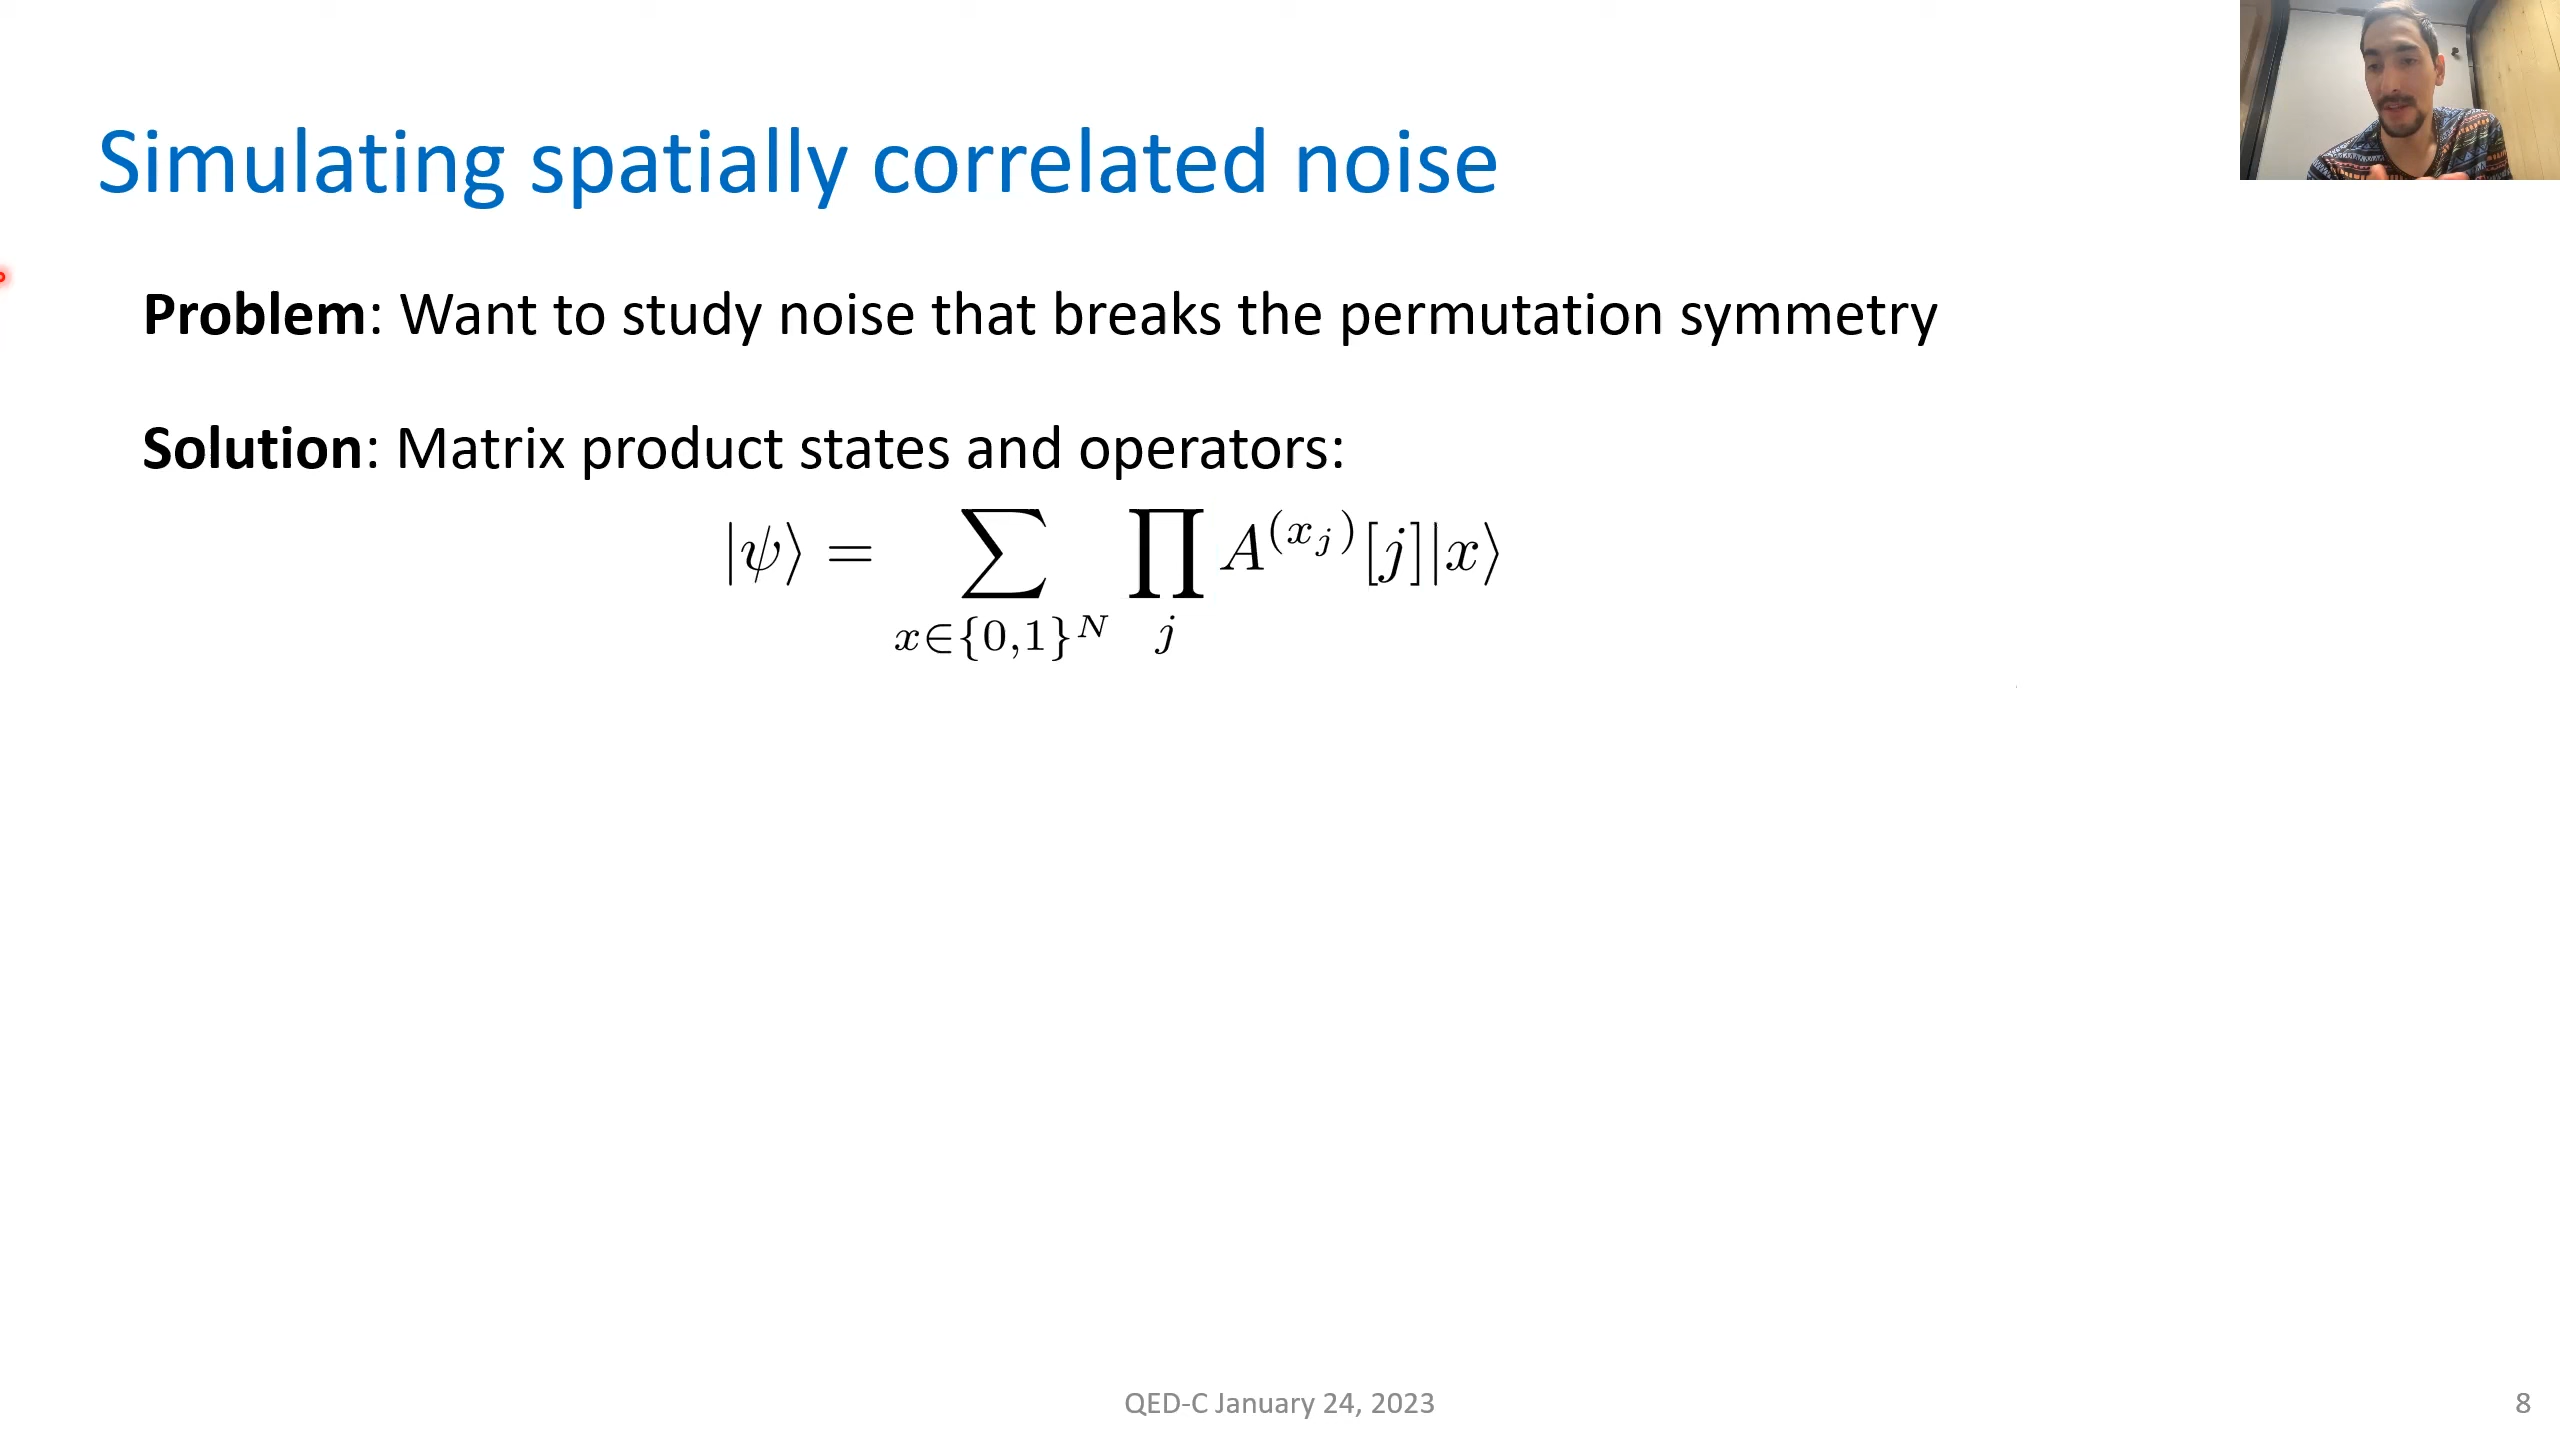 Simulating spatially correlated noise
Problem: Want to study noise that breaks the permutation symmetry
Solution: Matrix product states and operators:
|ψ⟩ = ∑_{x∈{0,1}^N} ∏_j A^{(x_j)}[j]|x⟩
QED-C January 24, 2023
8